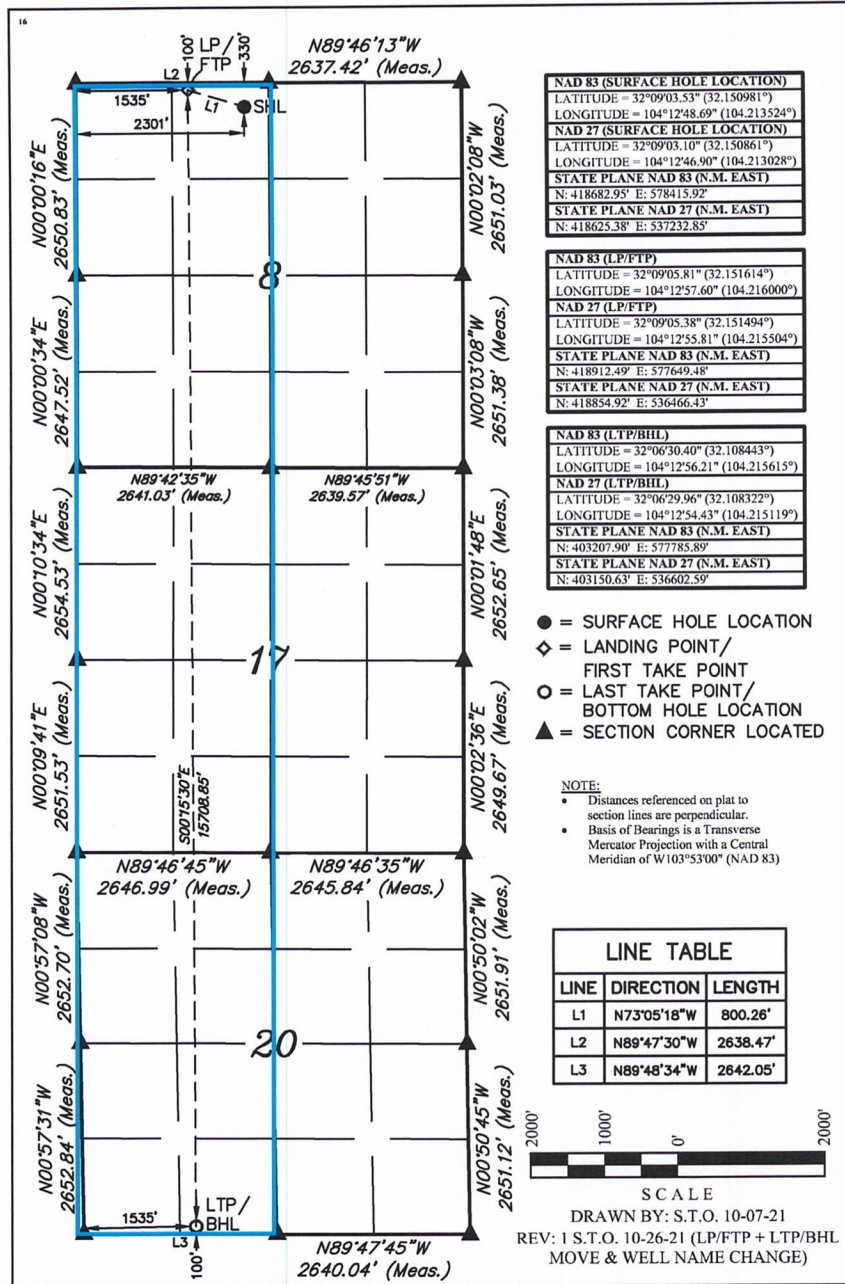 16
LP/
FTP
100'
330'
N89°46'13"W
2637.42' (Meas.)
L2
1535'
L1
SHL
2301'
N00°00'16"E
2650.83' (Meas.)
N00°02'08"W
2651.03' (Meas.)
8
N00°00'34"E
2647.52' (Meas.)
N00°03'08"W
2651.38' (Meas.)
N89°42'35"W
2641.03' (Meas.)
N89°45'51"W
2639.57' (Meas.)
N00°10'34"E
2654.53' (Meas.)
N00°01'48"E
2652.65' (Meas.)
17
N00°09'41"E
2651.53' (Meas.)
S00°15'30"E
15708.85'
N00°02'36"E
2649.67' (Meas.)
N89°46'45"W
2646.99' (Meas.)
N89°46'35"W
2645.84' (Meas.)
N00°57'08"W
2652.70' (Meas.)
N00°50'02"W
2651.91' (Meas.)
20
N00°57'31"W
2652.84' (Meas.)
N00°50'45"W
2651.12' (Meas.)
1535'
LTP/
BHL
L3
100'
N89°47'45"W
2640.04' (Meas.)
NAD 83 (SURFACE HOLE LOCATION)
LATITUDE = 32°09'03.53" (32.150981°)
LONGITUDE = 104°12'48.69" (104.213524°)
NAD 27 (SURFACE HOLE LOCATION)
LATITUDE = 32°09'03.10" (32.150861°)
LONGITUDE = 104°12'46.90" (104.213028°)
STATE PLANE NAD 83 (N.M. EAST)
N: 418682.95' E: 578415.92'
STATE PLANE NAD 27 (N.M. EAST)
N: 418625.38' E: 537232.85'
NAD 83 (LP/FTP)
LATITUDE = 32°09'05.81" (32.151614°)
LONGITUDE = 104°12'57.60" (104.216000°)
NAD 27 (LP/FTP)
LATITUDE = 32°09'05.38" (32.151494°)
LONGITUDE = 104°12'55.81" (104.215504°)
STATE PLANE NAD 83 (N.M. EAST)
N: 418912.49' E: 577649.48'
STATE PLANE NAD 27 (N.M. EAST)
N: 418854.92' E: 536466.43'
NAD 83 (LTP/BHL)
LATITUDE = 32°06'30.40" (32.108443°)
LONGITUDE = 104°12'56.21" (104.215615°)
NAD 27 (LTP/BHL)
LATITUDE = 32°06'29.96" (32.108322°)
LONGITUDE = 104°12'54.43" (104.215119°)
STATE PLANE NAD 83 (N.M. EAST)
N: 403207.90' E: 577785.89'
STATE PLANE NAD 27 (N.M. EAST)
N: 403150.63' E: 536602.59'
= SURFACE HOLE LOCATION
= LANDING POINT/
FIRST TAKE POINT
= LAST TAKE POINT/
BOTTOM HOLE LOCATION
= SECTION CORNER LOCATED
NOTE:
• Distances referenced on plat to
section lines are perpendicular.
• Basis of Bearings is a Transverse
Mercator Projection with a Central
Meridian of W103°53'00" (NAD 83)
LINE TABLE
LINE DIRECTION LENGTH
L1 N73°05'18"W 800.26'
L2 N89°47'30"W 2638.47'
L3 N89°48'34"W 2642.05'
2000' 1000' 0' 2000'
SCALE
DRAWN BY: S.T.O. 10-07-21
REV: 1 S.T.O. 10-26-21 (LP/FTP + LTP/BHL
MOVE & WELL NAME CHANGE)